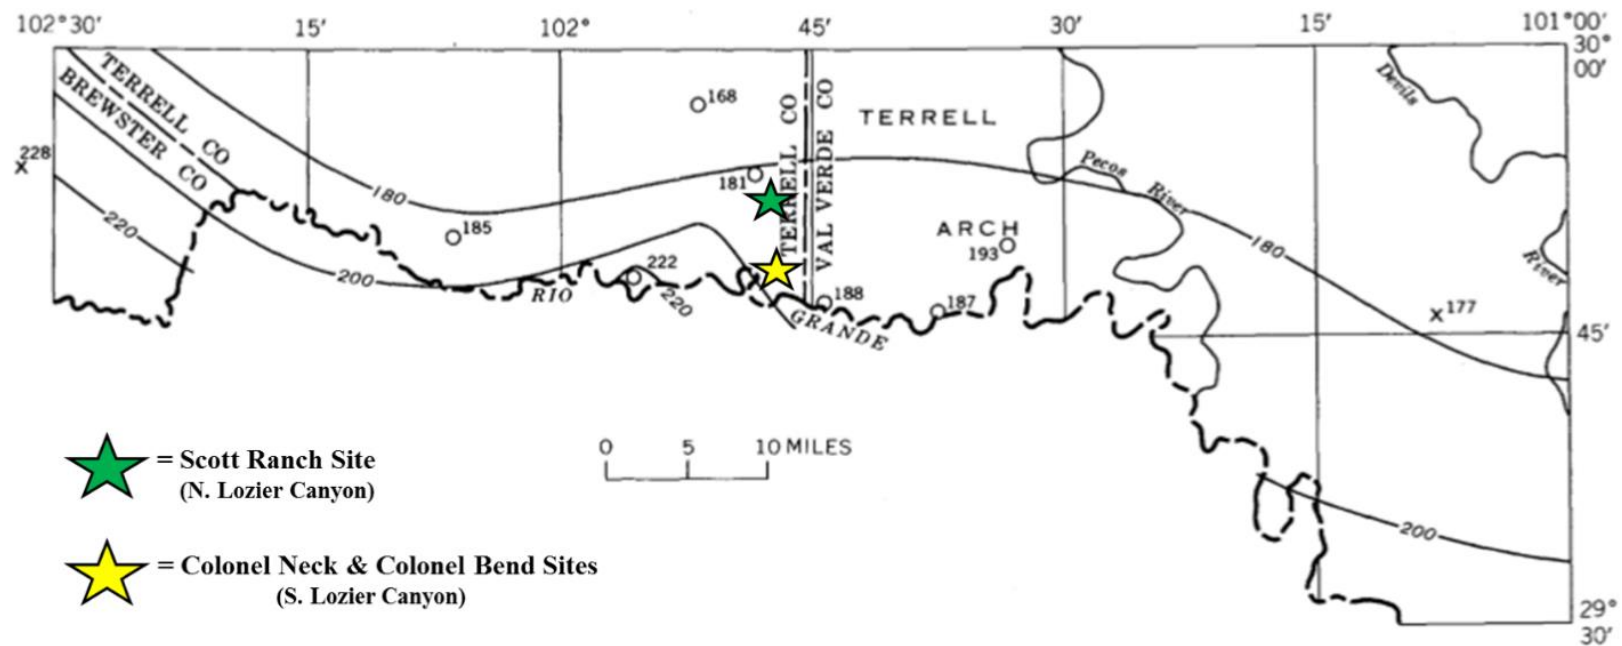 102°30′ 15′ 102° 45′ 30′ 15′ 101°00′
30°
00′
TERRELL CO
BREWSTER CO
228
220
180
185
200
168
181
TERRELL CO
VAL VERDE CO
TERRELL
ARCH
193
222
220
188
187
RIO
GRANDE
Pecos
River
180
Devils
River
177
45′
200
29°
30′
0 5 10 MILES
= Scott Ranch Site
(N. Lozier Canyon)
= Colonel Neck & Colonel Bend Sites
(S. Lozier Canyon)